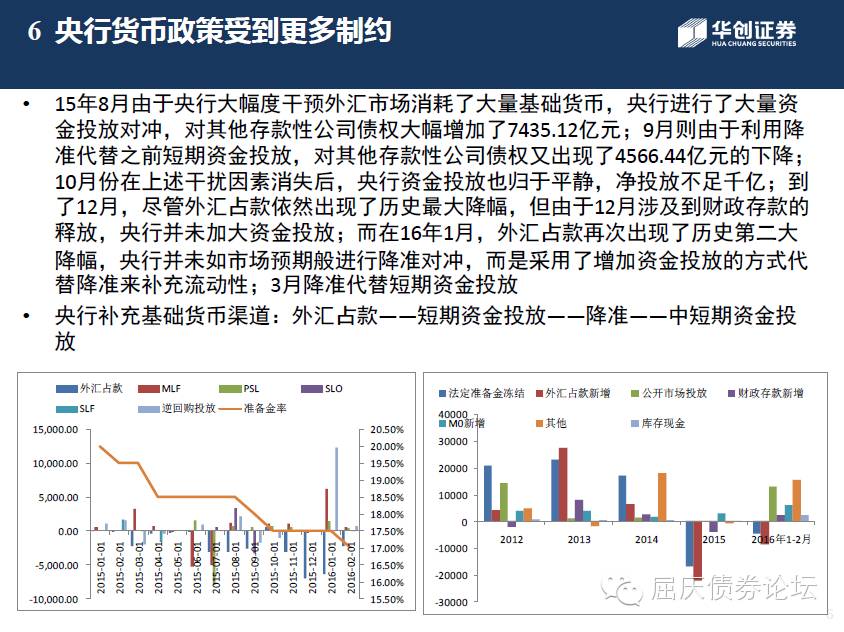 6 央行货币政策受到更多制约
华创证券
HUA CHUANG SECURITIES
• 15年8月由于央行大幅度干预外汇市场消耗了大量基础货币，央行进行了大量资
金投放对冲，对其他存款性公司债权大幅增加了7435.12亿元；9月则由于利用降
准代替之前短期资金投放，对其他存款性公司债权又出现了4566.44亿元的下降；
10月份在上述干扰因素消失后，央行资金投放也归于平静，净投放不足千亿；到
了12月，尽管外汇占款依然出现了历史最大降幅，但由于12月涉及到财政存款的
释放，央行并未加大资金投放；而在16年1月，外汇占款再次出现了历史第二大
降幅，央行并未如市场预期般进行降准对冲，而是采用了增加资金投放的方式代
替降准来补充流动性；3月降准代替短期资金投放
• 央行补充基础货币渠道：外汇占款——短期资金投放——降准——中短期资金投
放
外汇占款 MLF PSL SLO
SLF 逆回购投放 准备金率
15,000.00
10,000.00
5,000.00
0.00
-5,000.00
-10,000.00
20.50%
20.00%
19.50%
19.00%
18.50%
18.00%
17.50%
17.00%
16.50%
16.00%
15.50%
2015-01-01
2015-02-01
2015-03-01
2015-04-01
2015-05-01
2015-06-01
2015-07-01
2015-08-01
2015-09-01
2015-10-01
2015-11-01
2015-12-01
2016-01-01
2016-02-01
法定准备金冻结 外汇占款新增 公开市场投放 财政存款新增
M0新增 其他 库存现金
40000
30000
20000
10000
0
-10000
-20000
-30000
2012 2013 2014 2015 2016年1-2月
屈庆债券论坛
6